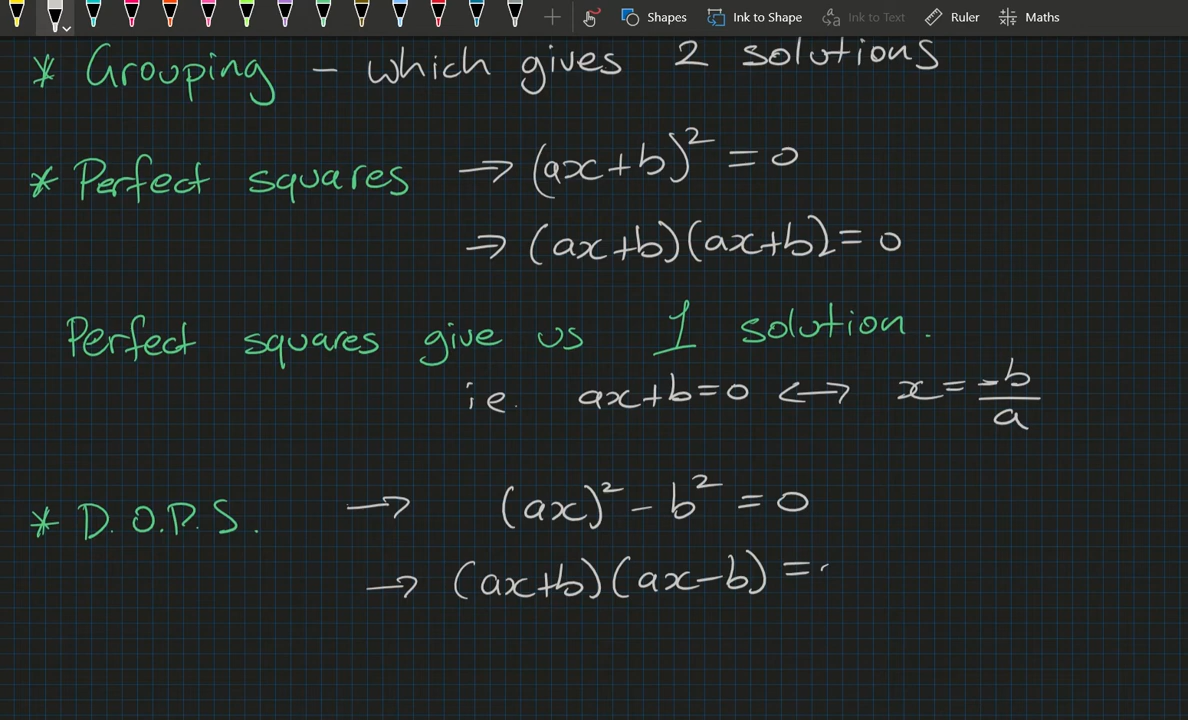 Shapes Ink to Shape Ink to Text Ruler Maths
* Grouping - which gives 2 solutions
* Perfect squares → (ax+b)² = 0
→ (ax+b)(ax+b) = 0
Perfect squares give us 1 solution.
i.e. ax+b=0 ↔ x = -b/a
* D.O.P.S. → (ax)² - b² = 0
→ (ax+b)(ax-b) =